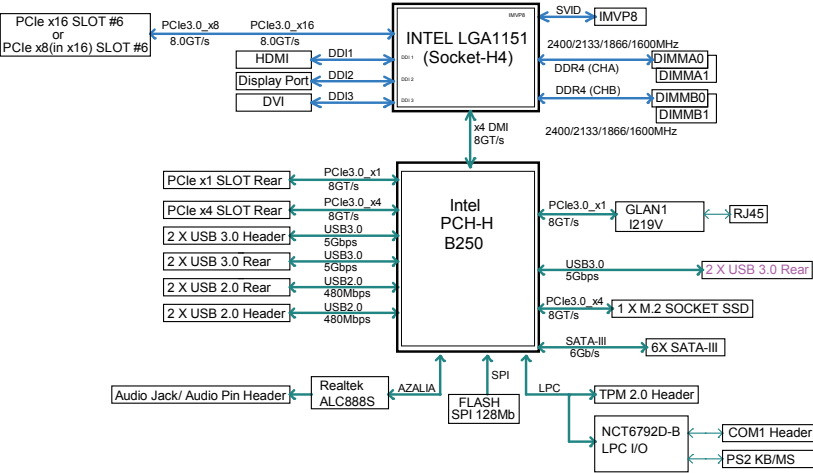 PCIe x16 SLOT #6
or
PCIe x8(in x16) SLOT #6
PCIe3.0_x8
8.0GT/s
PCIe3.0_x16
8.0GT/s
HDMI
DDI1
Display Port
DDI2
DVI
DDI3
IMVP8
INTEL LGA1151
(Socket-H4)
DDI 1
DDI 2
DDI 3
SVID
IMVP8
2400/2133/1866/1600MHz
DDR4 (CHA)
DIMMA0
DIMMA1
DDR4 (CHB)
DIMMB0
DIMMB1
2400/2133/1866/1600MHz
x4 DMI
8GT/s
PCIe x1 SLOT Rear
PCIe3.0_x1
8GT/s
PCIe x4 SLOT Rear
PCIe3.0_x4
8GT/s
2 X USB 3.0 Header
USB3.0
5Gbps
2 X USB 3.0 Rear
USB3.0
5Gbps
2 X USB 2.0 Rear
USB2.0
480Mbps
2 X USB 2.0 Header
USB2.0
480Mbps
Intel
PCH-H
B250
PCIe3.0_x1
8GT/s
GLAN1
I219V
RJ45
USB3.0
5Gbps
2 X USB 3.0 Rear
PCIe3.0_x4
8GT/s
1 X M.2 SOCKET SSD
SATA-III
6Gb/s
6X SATA-III
Audio Jack/ Audio Pin Header
Realtek
ALC888S
AZALIA
SPI
FLASH
SPI 128Mb
LPC
TPM 2.0 Header
NCT6792D-B
LPC I/O
COM1 Header
PS2 KB/MS